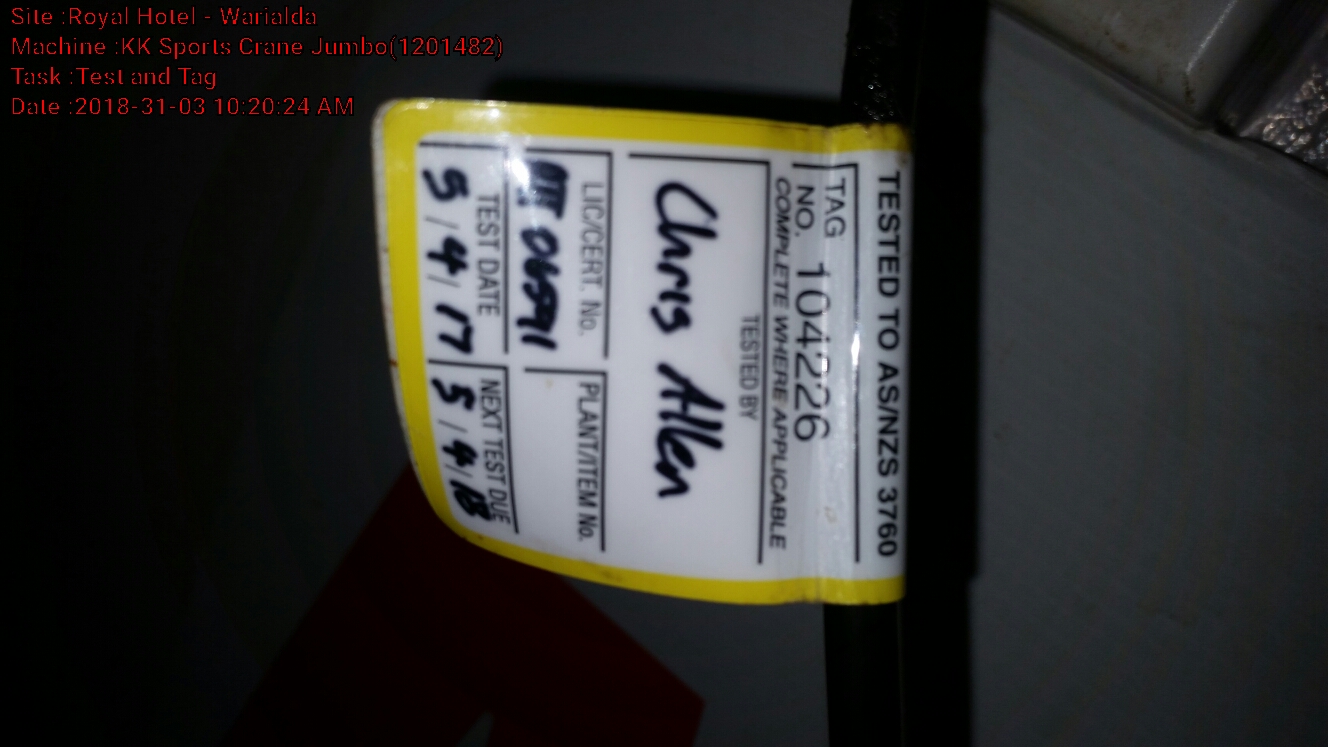 Site :Royal Hotel - Warialda
Machine :KK Sports Crane Jumbo(1201482)
Task :Test and Tag
Date :2018-31-03 10:20:24 AM
TESTED TO AS/NZS 3760
TAG
NO. 104226
COMPLETE WHERE APPLICABLE
TESTED BY
Chris Allen
LIC/CERT. No.
PLANT/ITEM No.
TEST DATE
NEXT TEST DUE
5/4/17
5/4/18